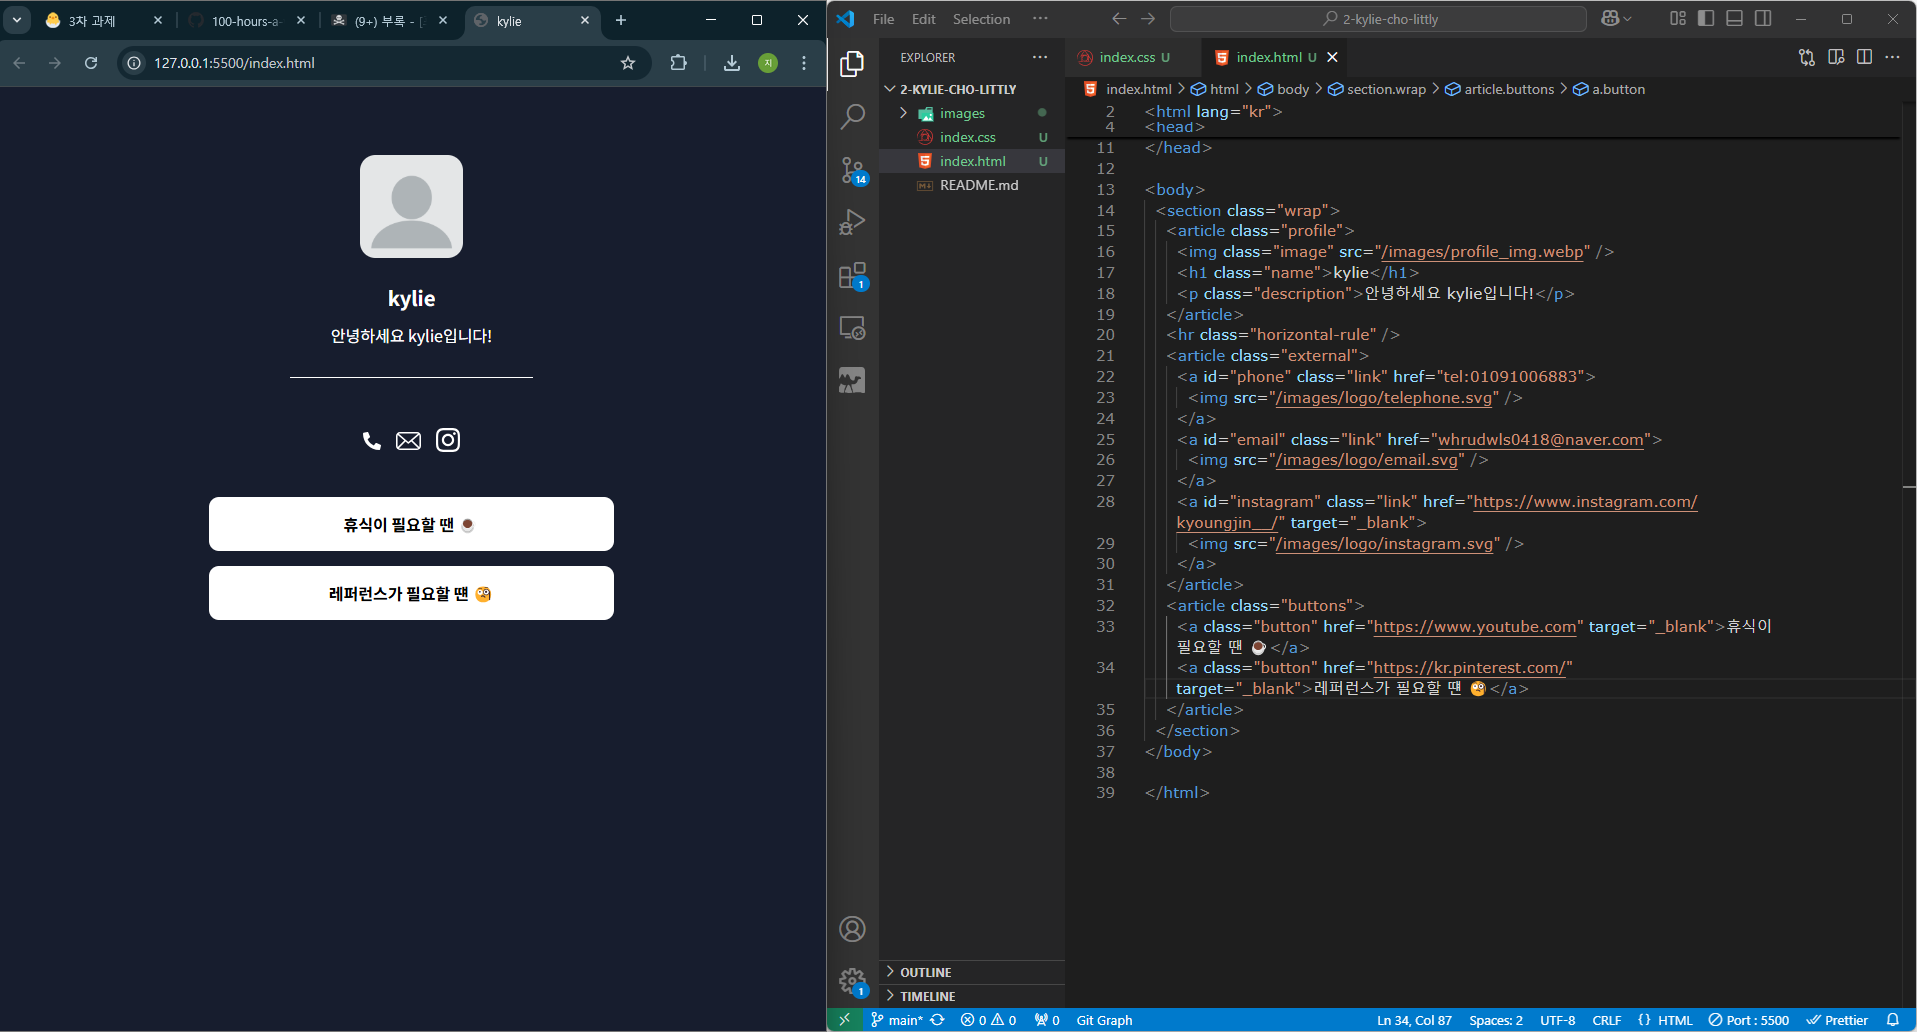 3차 과제
100-hours-a-
(9+) 부록 - [3
kylie
127.0.0.1:5500/index.html
지
kylie
안녕하세요 kylie입니다!
휴식이 필요할 땐 ☕
레퍼런스가 필요할 떈 🧐
File Edit Selection ···
2-kylie-cho-littly
EXPLORER
2-KYLIE-CHO-LITTLY
images
index.css U
index.html U
README.md
14
1
1
OUTLINE
TIMELINE
index.css U
index.html U
index.html > html > body > section.wrap > article.buttons > a.button
2 <html lang="kr">
4 <head>
11 </head>
12
13 <body>
14 <section class="wrap">
15 <article class="profile">
16 <img class="image" src="/images/profile_img.webp" />
17 <h1 class="name">kylie</h1>
18 <p class="description">안녕하세요 kylie입니다!</p>
19 </article>
20 <hr class="horizontal-rule" />
21 <article class="external">
22 <a id="phone" class="link" href="tel:01091006883">
23 <img src="/images/logo/telephone.svg" />
24 </a>
25 <a id="email" class="link" href="whrudwls0418@naver.com">
26 <img src="/images/logo/email.svg" />
27 </a>
28 <a id="instagram" class="link" href="https://www.instagram.com/
kyoungjin__/" target="_blank">
29 <img src="/images/logo/instagram.svg" />
30 </a>
31 </article>
32 <article class="buttons">
33 <a class="button" href="https://www.youtube.com" target="_blank">휴식이
필요할 땐 ☕</a>
34 <a class="button" href="https://kr.pinterest.com/"
target="_blank">레퍼런스가 필요할 떈 🧐</a>
35 </article>
36 </section>
37 </body>
38
39 </html>
main* 0 0 0 Git Graph
Ln 34, Col 87 Spaces: 2 UTF-8 CRLF {} HTML Port : 5500 Prettier